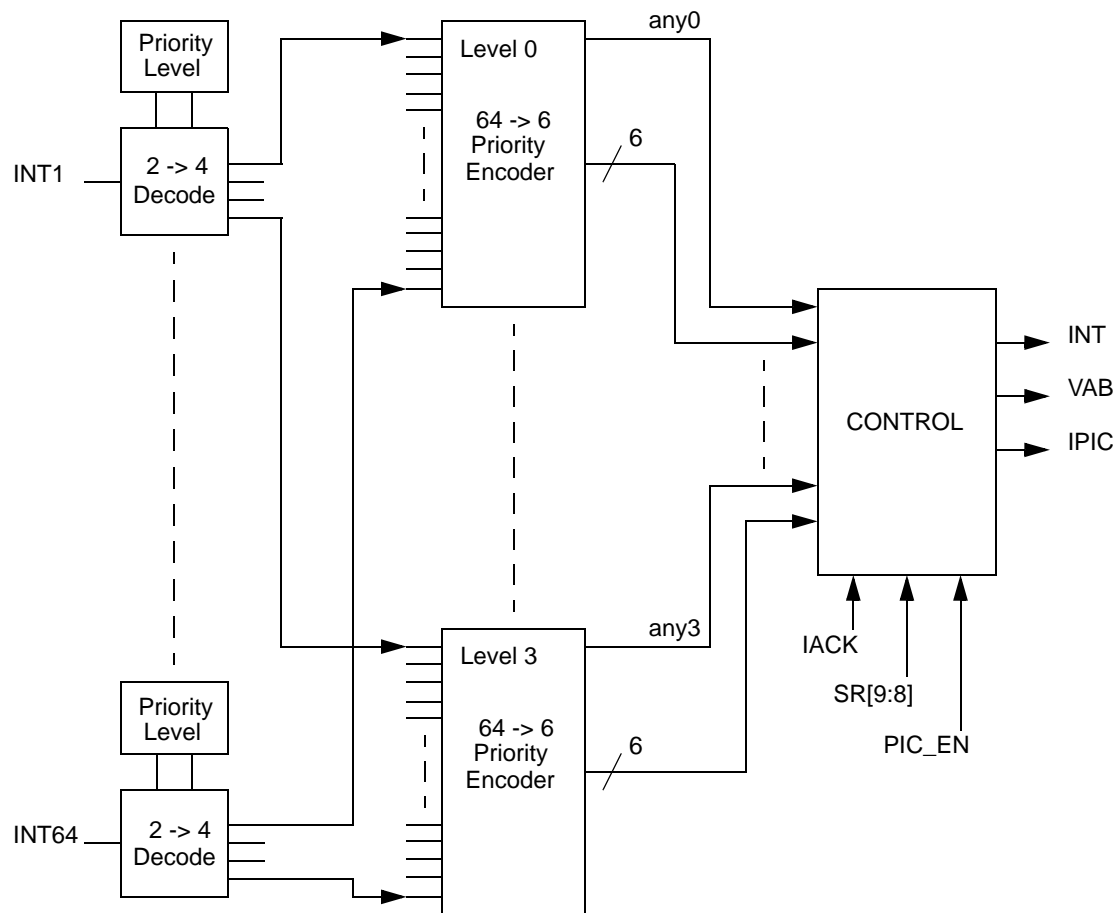 Priority
Level
INT1
2 -> 4
Decode
Level 0
64 -> 6
Priority
Encoder
any0
6
CONTROL
INT
VAB
IPIC
IACK
SR[9:8]
PIC_EN
Priority
Level
INT64
2 -> 4
Decode
Level 3
64 -> 6
Priority
Encoder
any3
6